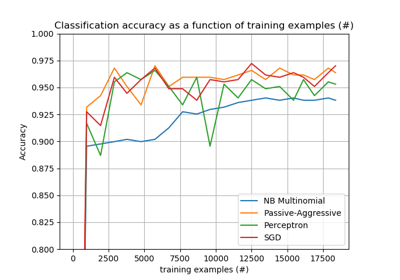 Classification accuracy as a function of training examples (#)
1.000
0.975
0.950
0.925
0.900
0.875
0.850
0.825
0.800
Accuracy
NB Multinomial
Passive-Aggressive
Perceptron
SGD
0 2500 5000 7500 10000 12500 15000 17500
training examples (#)